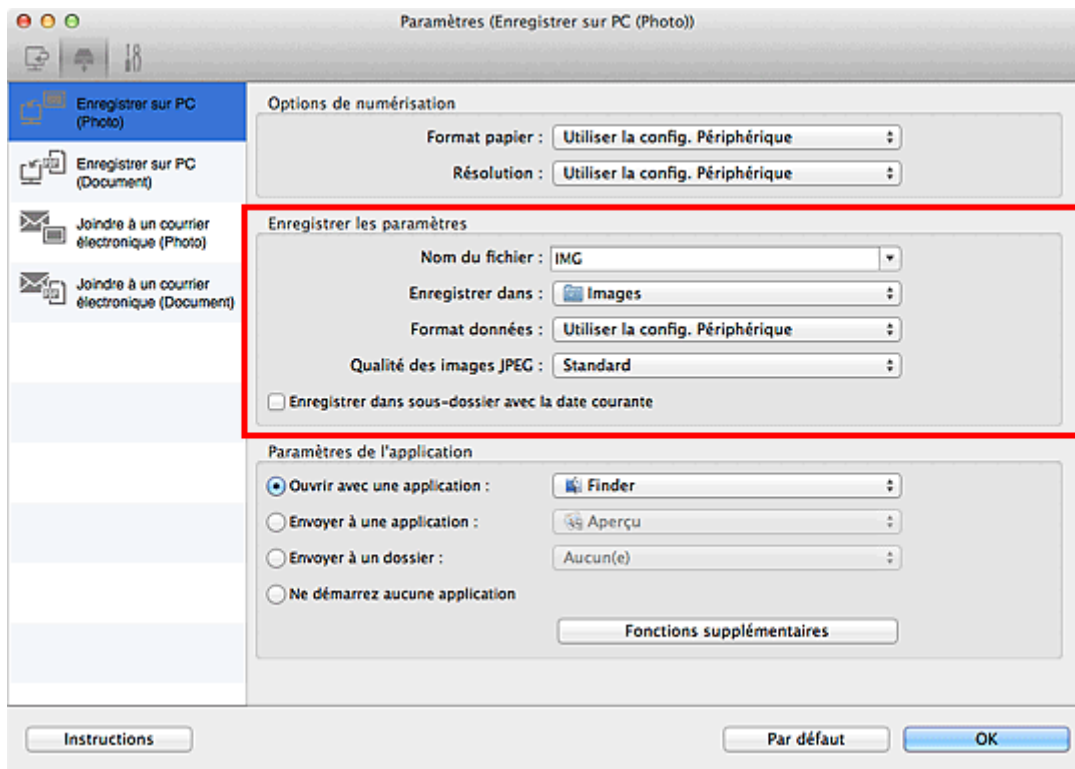 Paramètres (Enregistrer sur PC (Photo))
Enregistrer sur PC
(Photo)
Enregistrer sur PC
(Document)
Joindre à un courrier
électronique (Photo)
Joindre à un courrier
électronique (Document)
Options de numérisation
Format papier : Utiliser la config. Périphérique
Résolution : Utiliser la config. Périphérique
Enregistrer les paramètres
Nom du fichier : IMG
Enregistrer dans : Images
Format données : Utiliser la config. Périphérique
Qualité des images JPEG : Standard
Enregistrer dans sous-dossier avec la date courante
Paramètres de l'application
Ouvrir avec une application : Finder
Envoyer à une application : Aperçu
Envoyer à un dossier : Aucun(e)
Ne démarrez aucune application
Fonctions supplémentaires
Instructions Par défaut OK